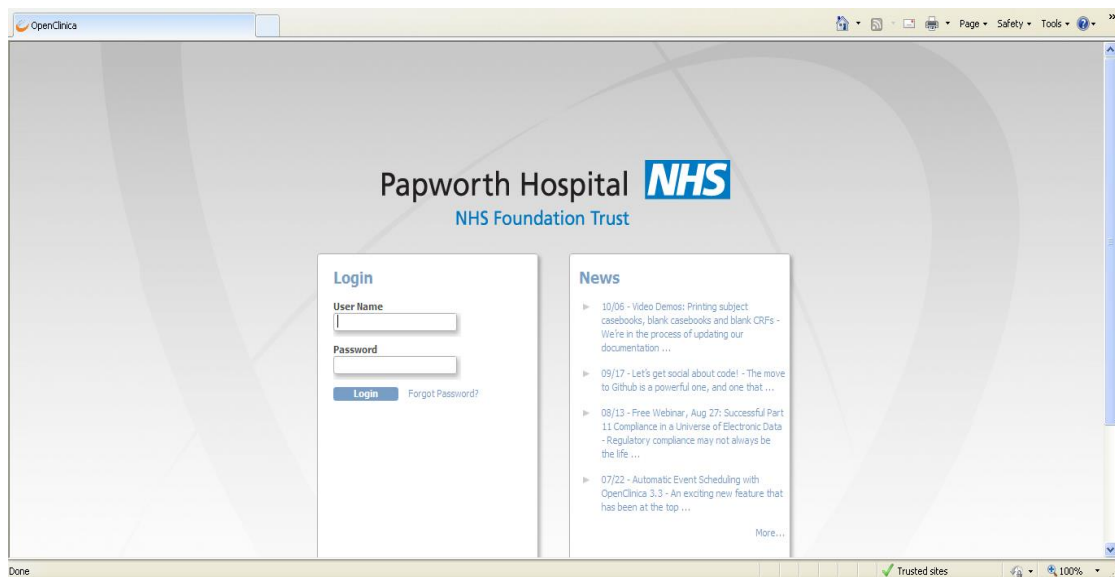 OpenClinica
Page Safety Tools
Papworth Hospital NHS
NHS Foundation Trust
Login
User Name
Password
Login Forgot Password?
News
10/06 - Video Demos: Printing subject
casebooks, blank casebooks and blank CRFs -
We're in the process of updating our
documentation ...
09/17 - Let's get social about code! - The move
to Github is a powerful one, and one that ...
08/13 - Free Webinar, Aug 27: Successful Part
11 Compliance in a Universe of Electronic Data
- Regulatory compliance may not always be
the life ...
07/22 - Automatic Event Scheduling with
OpenClinica 3.3 - An exciting new feature that
has been at the top ...
More...
Done Trusted sites 100%